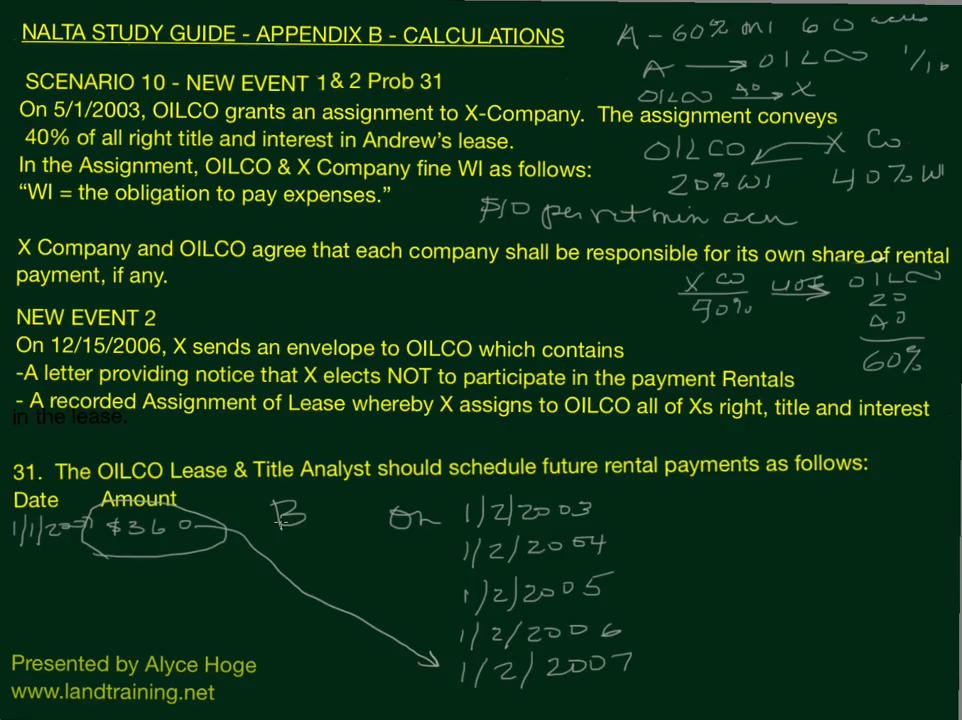 NALTA STUDY GUIDE - APPENDIX B - CALCULATIONS
A - 60% MI 60 acres
A → OILCO 1/16
SCENARIO 10 - NEW EVENT 1 & 2 Prob 31
OILCO 40 → X
On 5/1/2003, OILCO grants an assignment to X-Company. The assignment conveys
40% of all right title and interest in Andrew's lease.
OILCO X Co
In the Assignment, OILCO & X Company fine WI as follows:
20% WI 40% WI
"WI = the obligation to pay expenses."
$10 per net min acre
X Company and OILCO agree that each company shall be responsible for its own share of rental
payment, if any.
X CO → OILCO
40% 20
40
60%
NEW EVENT 2
On 12/15/2006, X sends an envelope to OILCO which contains
-A letter providing notice that X elects NOT to participate in the payment Rentals
- A recorded Assignment of Lease whereby X assigns to OILCO all of Xs right, title and interest
in the lease.
31. The OILCO Lease & Title Analyst should schedule future rental payments as follows:
Date Amount
1/1/2007 $360 B On 1/2/2003
1/2/2004
1/2/2005
1/2/2006
1/2/2007
Presented by Alyce Hoge
www.landtraining.net